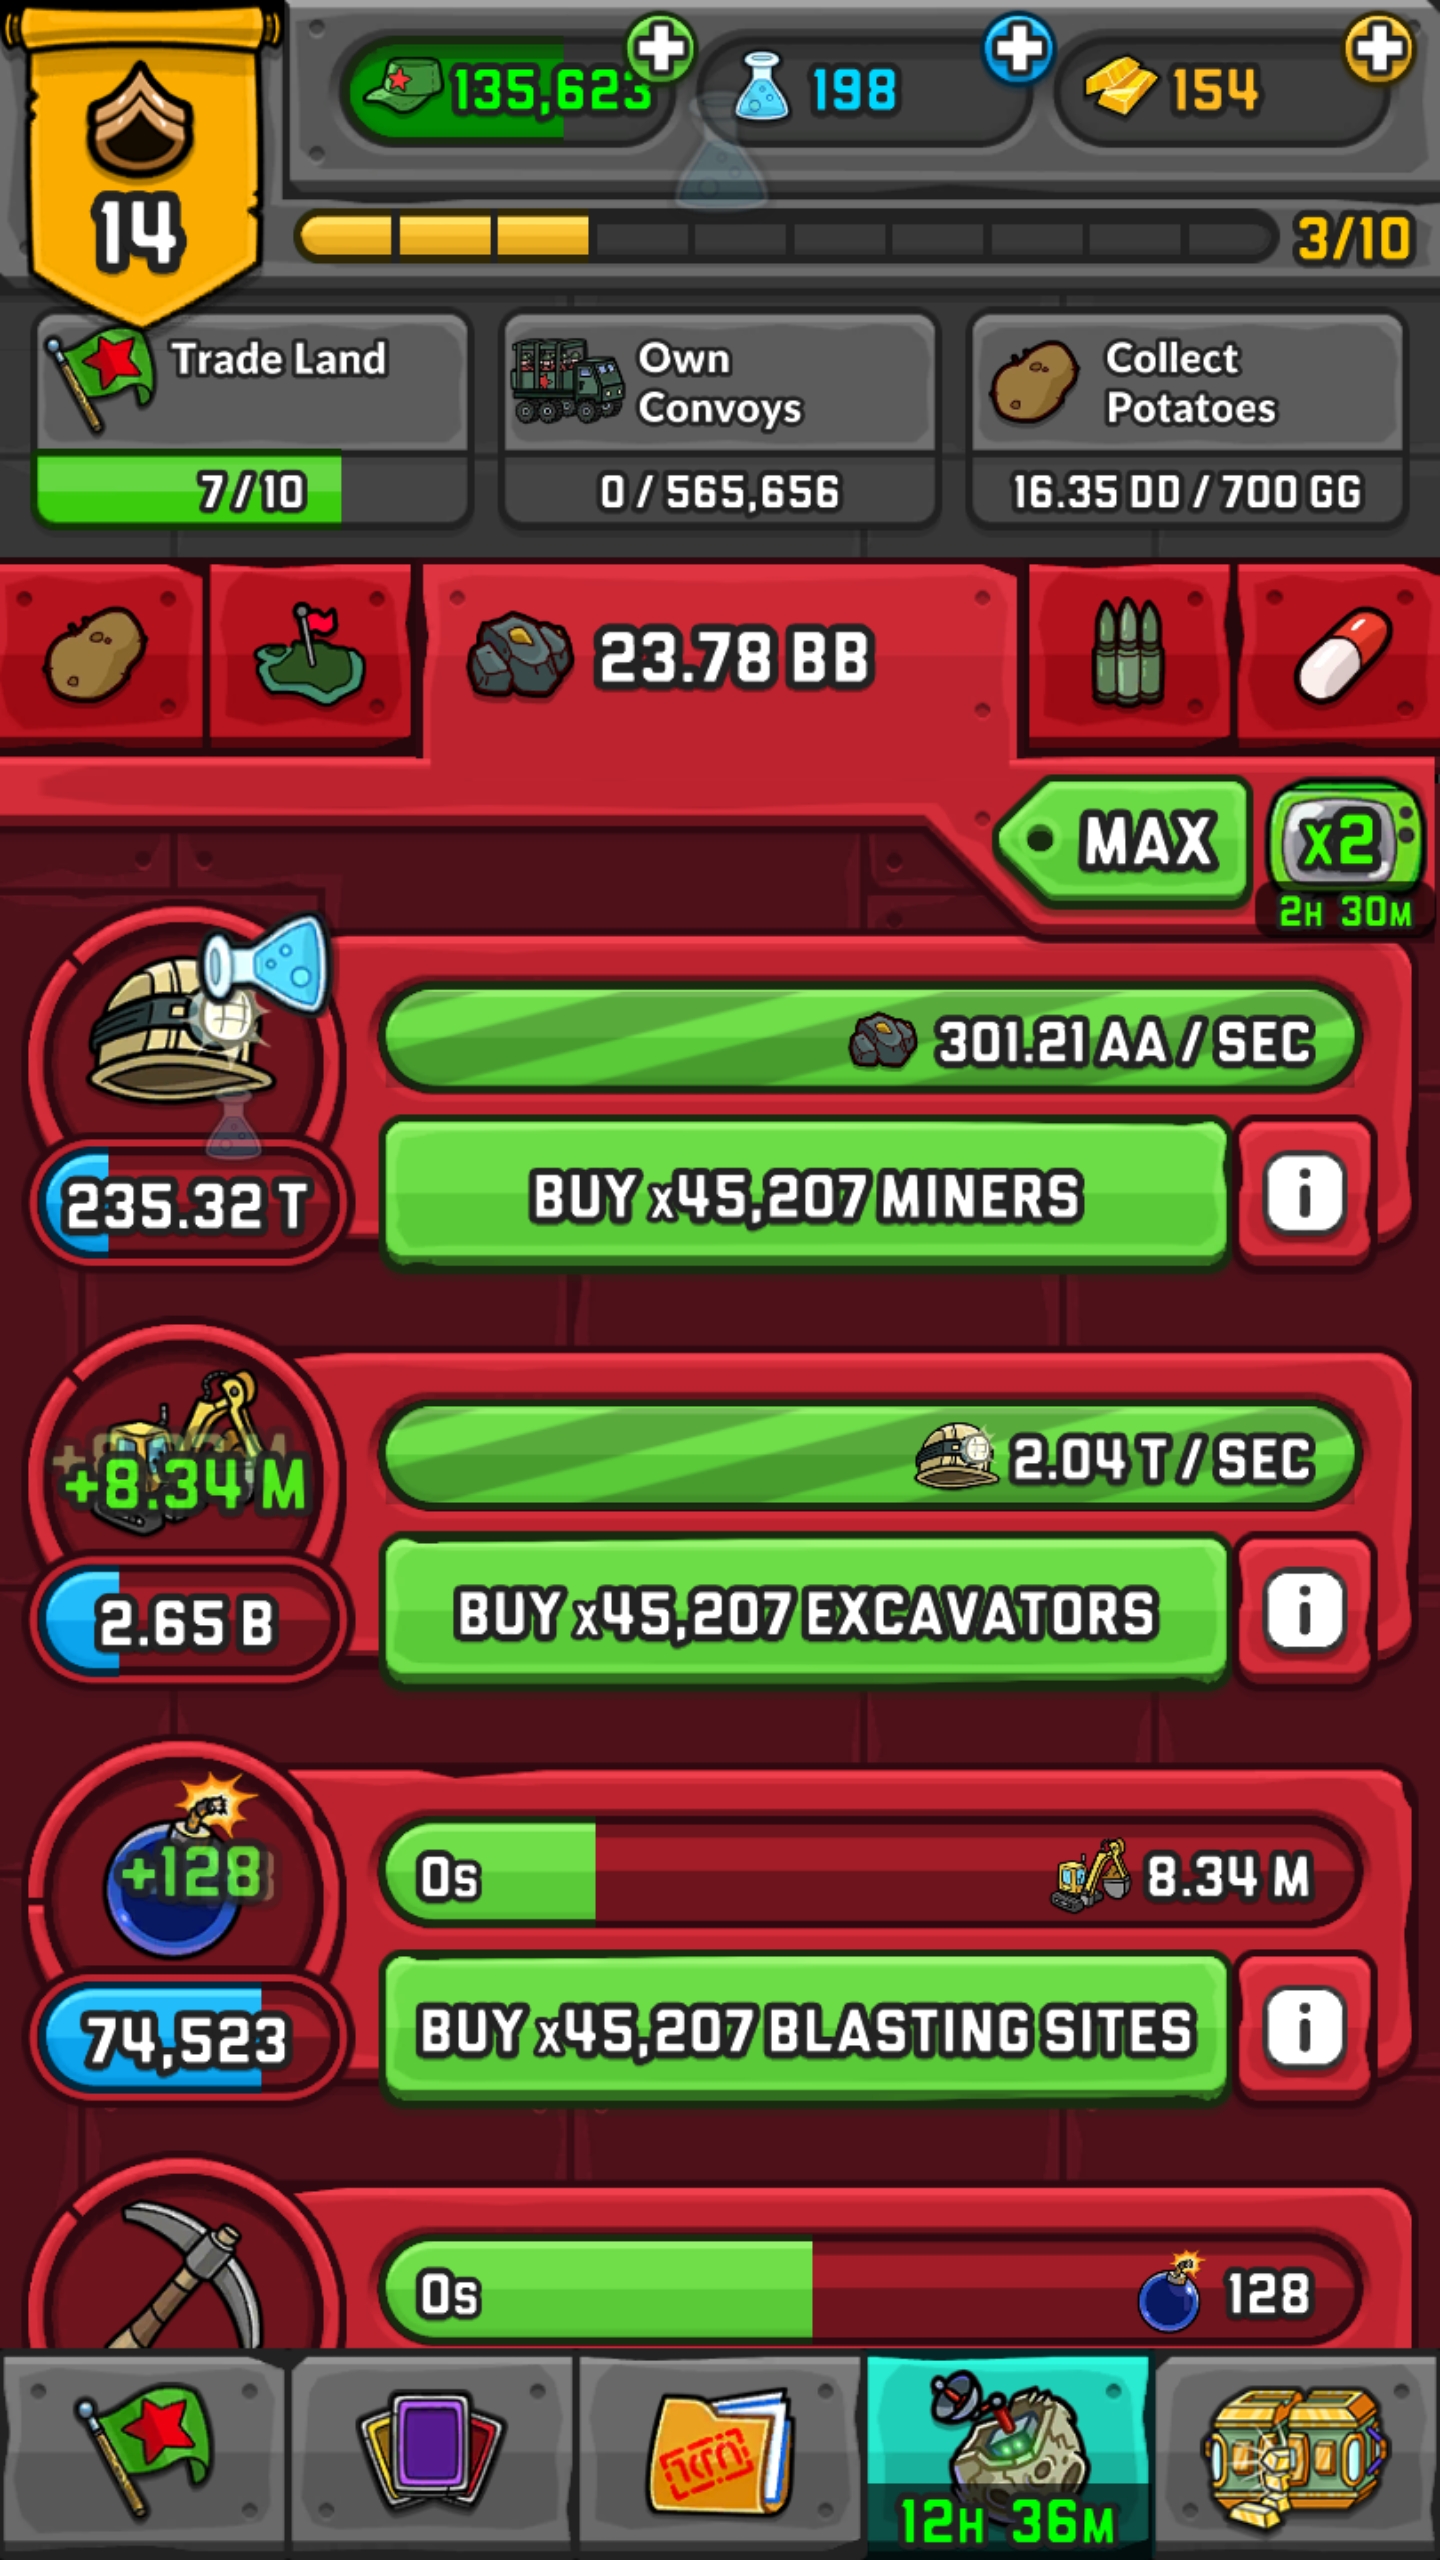 135,623
198
154
14
3/10
Trade Land
7/10
Own
Convoys
0 / 565,656
Collect
Potatoes
16.35 DD / 700 GG
23.78 BB
MAX
x2
2H 30M
301.21 AA / SEC
235.32 T
BUY x45,207 MINERS
i
+8.34 M
2.04 T / SEC
2.65 B
BUY x45,207 EXCAVATORS
i
+128
0s
8.34 M
74,523
BUY x45,207 BLASTING SITES
i
0s
128
12H 36M